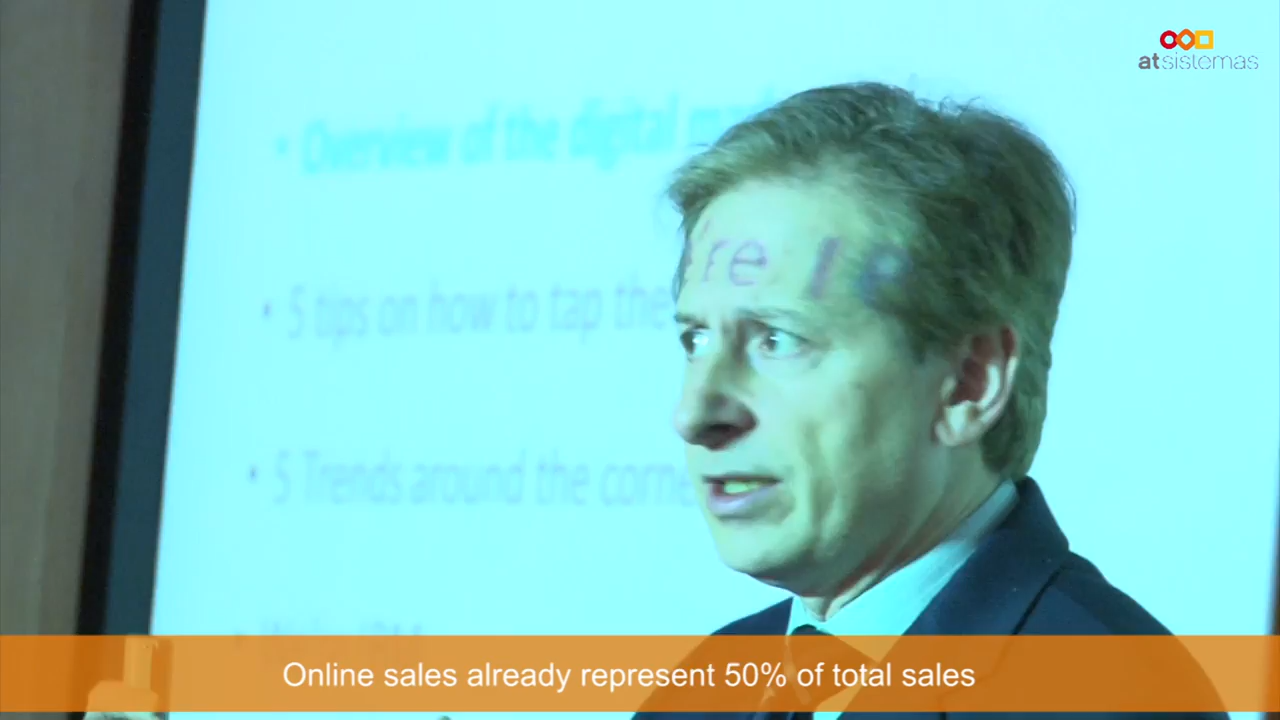 atsistemas
• Overview of the digital
• 5 tips on how to tap the
're
• 5 Trends around the corne
Online sales already represent 50% of total sales